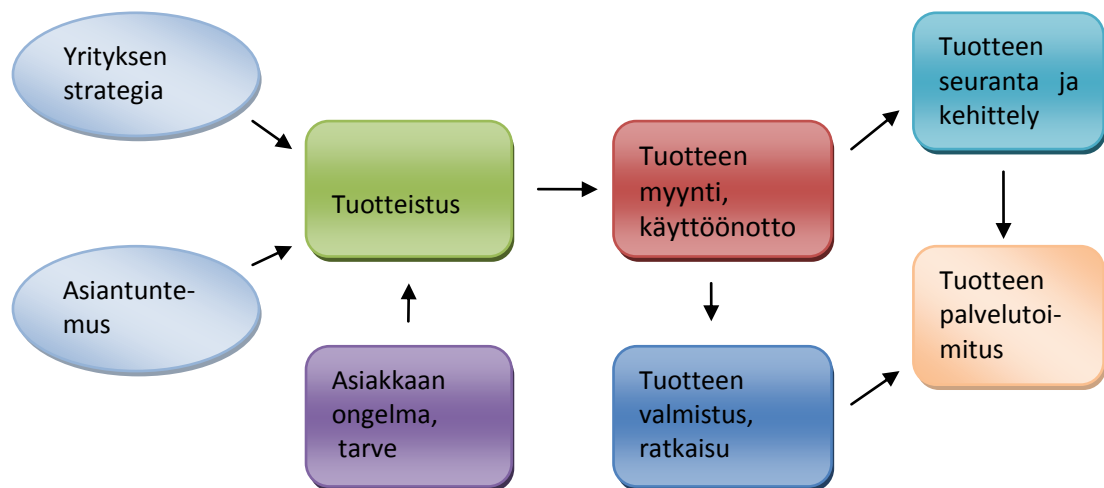 Yrityksen
strategia
Asiantunte-
mus
Tuotteistus
Asiakkaan
ongelma,
tarve
Tuotteen
myynti,
käyttöönotto
Tuotteen
valmistus,
ratkaisu
Tuotteen
seuranta ja
kehittely
Tuotteen
palvelutoi-
mitus